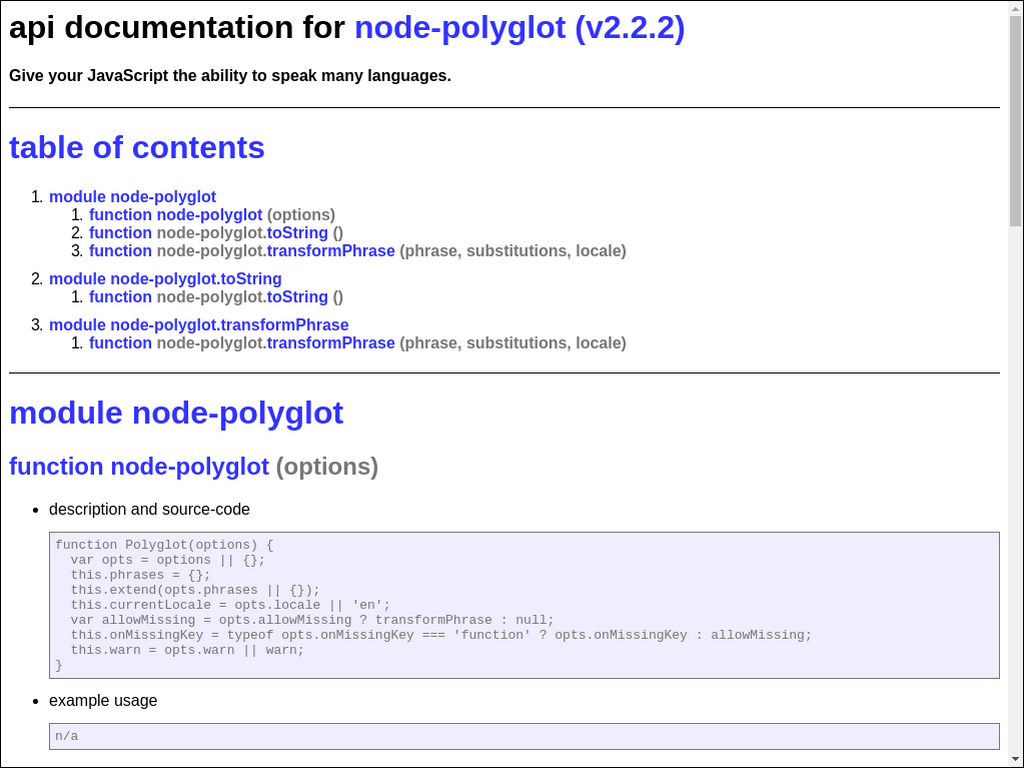 api documentation for node-polyglot (v2.2.2)
Give your JavaScript the ability to speak many languages.
table of contents
1. module node-polyglot
1. function node-polyglot (options)
2. function node-polyglot.toString ()
3. function node-polyglot.transformPhrase (phrase, substitutions, locale)
2. module node-polyglot.toString
1. function node-polyglot.toString ()
3. module node-polyglot.transformPhrase
1. function node-polyglot.transformPhrase (phrase, substitutions, locale)
module node-polyglot
function node-polyglot (options)
• description and source-code
function Polyglot(options) {
  var opts = options || {};
  this.phrases = {};
  this.extend(opts.phrases || {});
  this.currentLocale = opts.locale || 'en';
  var allowMissing = opts.allowMissing ? transformPhrase : null;
  this.onMissingKey = typeof opts.onMissingKey === 'function' ? opts.onMissingKey : allowMissing;
  this.warn = opts.warn || warn;
}
• example usage
n/a